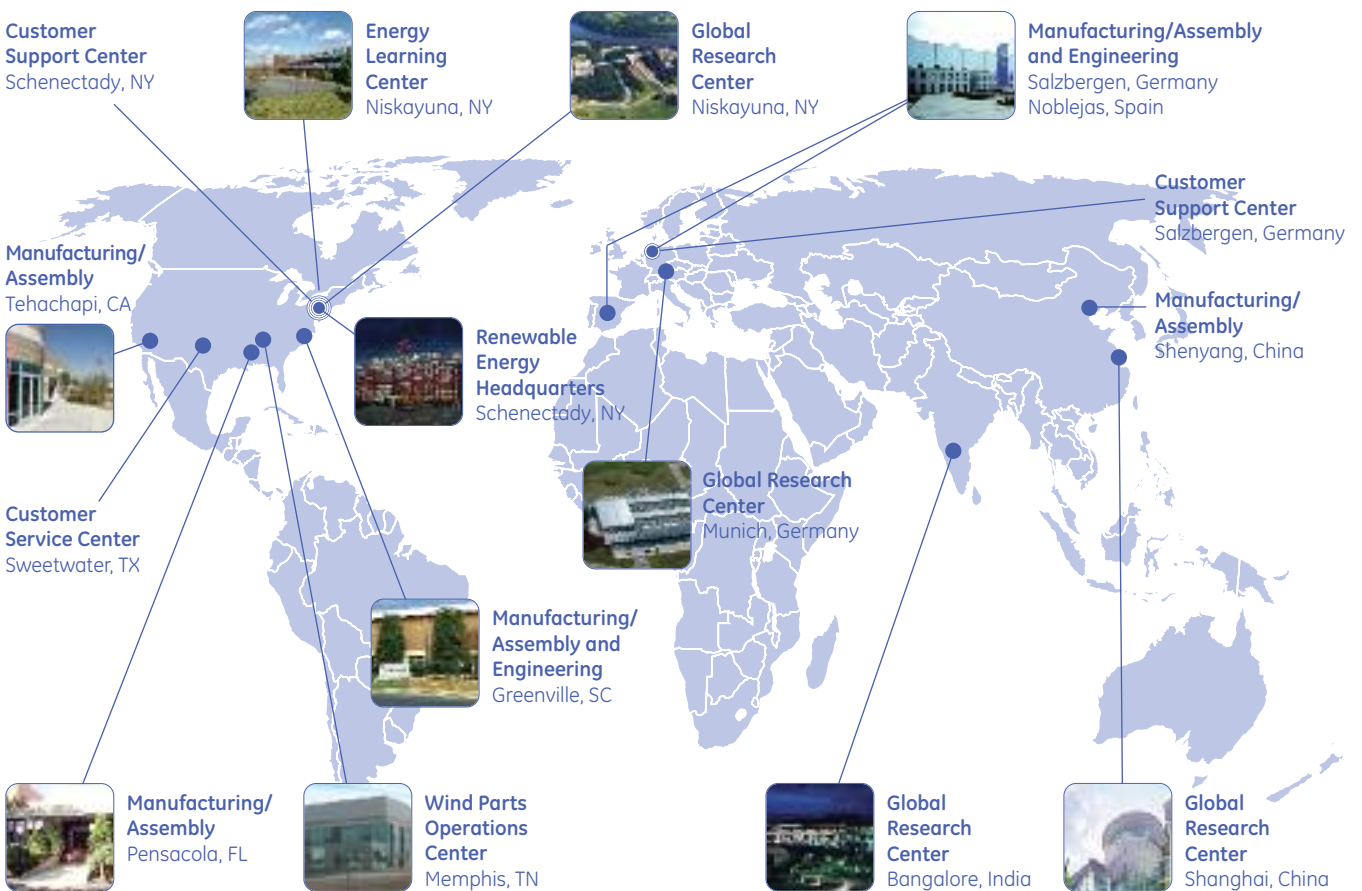 Customer
Support Center
Schenectady, NY
Energy
Learning
Center
Niskayuna, NY
Global
Research
Center
Niskayuna, NY
Manufacturing/Assembly
and Engineering
Salzbergen, Germany
Noblejas, Spain
Customer
Support Center
Salzbergen, Germany
Manufacturing/
Assembly
Tehachapi, CA
Manufacturing/
Assembly
Shenyang, China
Renewable
Energy
Headquarters
Schenectady, NY
Global Research
Center
Munich, Germany
Customer
Service Center
Sweetwater, TX
Manufacturing/
Assembly and
Engineering
Greenville, SC
Manufacturing/
Assembly
Pensacola, FL
Wind Parts
Operations
Center
Memphis, TN
Global
Research
Center
Bangalore, India
Global
Research
Center
Shanghai, China